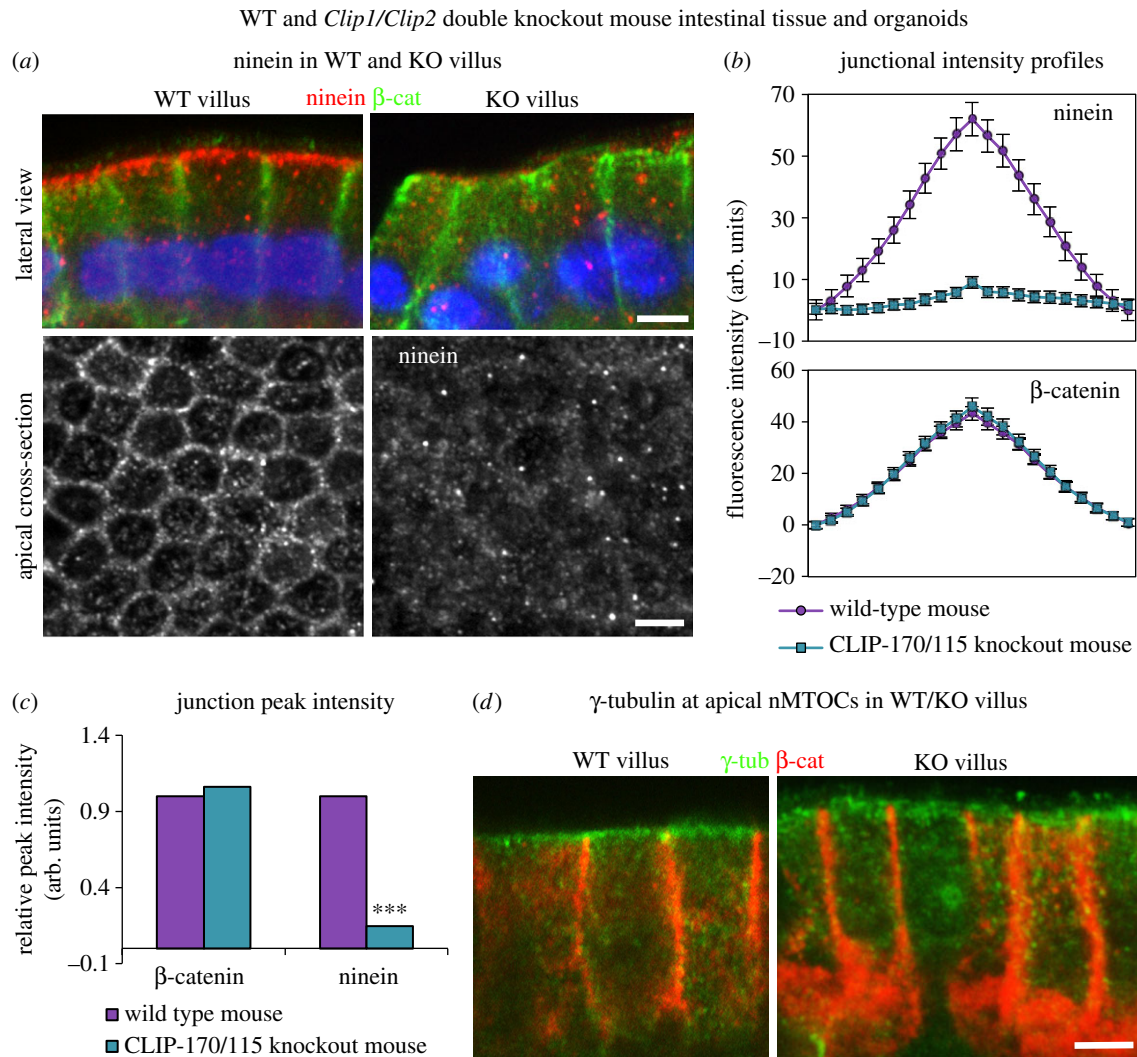 WT and Clip1/Clip2 double knockout mouse intestinal tissue and organoids
(a)
ninein in WT and KO villus
WT villus
ninein β-cat
KO villus
lateral view
apical cross-section
ninein
(b)
junctional intensity profiles
fluorescence intensity (arb. units)
70
50
30
10
–10
ninein
60
40
20
0
–20
β-catenin
wild-type mouse
CLIP-170/115 knockout mouse
(c)
junction peak intensity
relative peak intensity
(arb. units)
1.4
0.9
0.4
–0.1
***
β-catenin
ninein
wild type mouse
CLIP-170/115 knockout mouse
(d)
γ-tubulin at apical nMTOCs in WT/KO villus
WT villus
γ-tub β-cat
KO villus